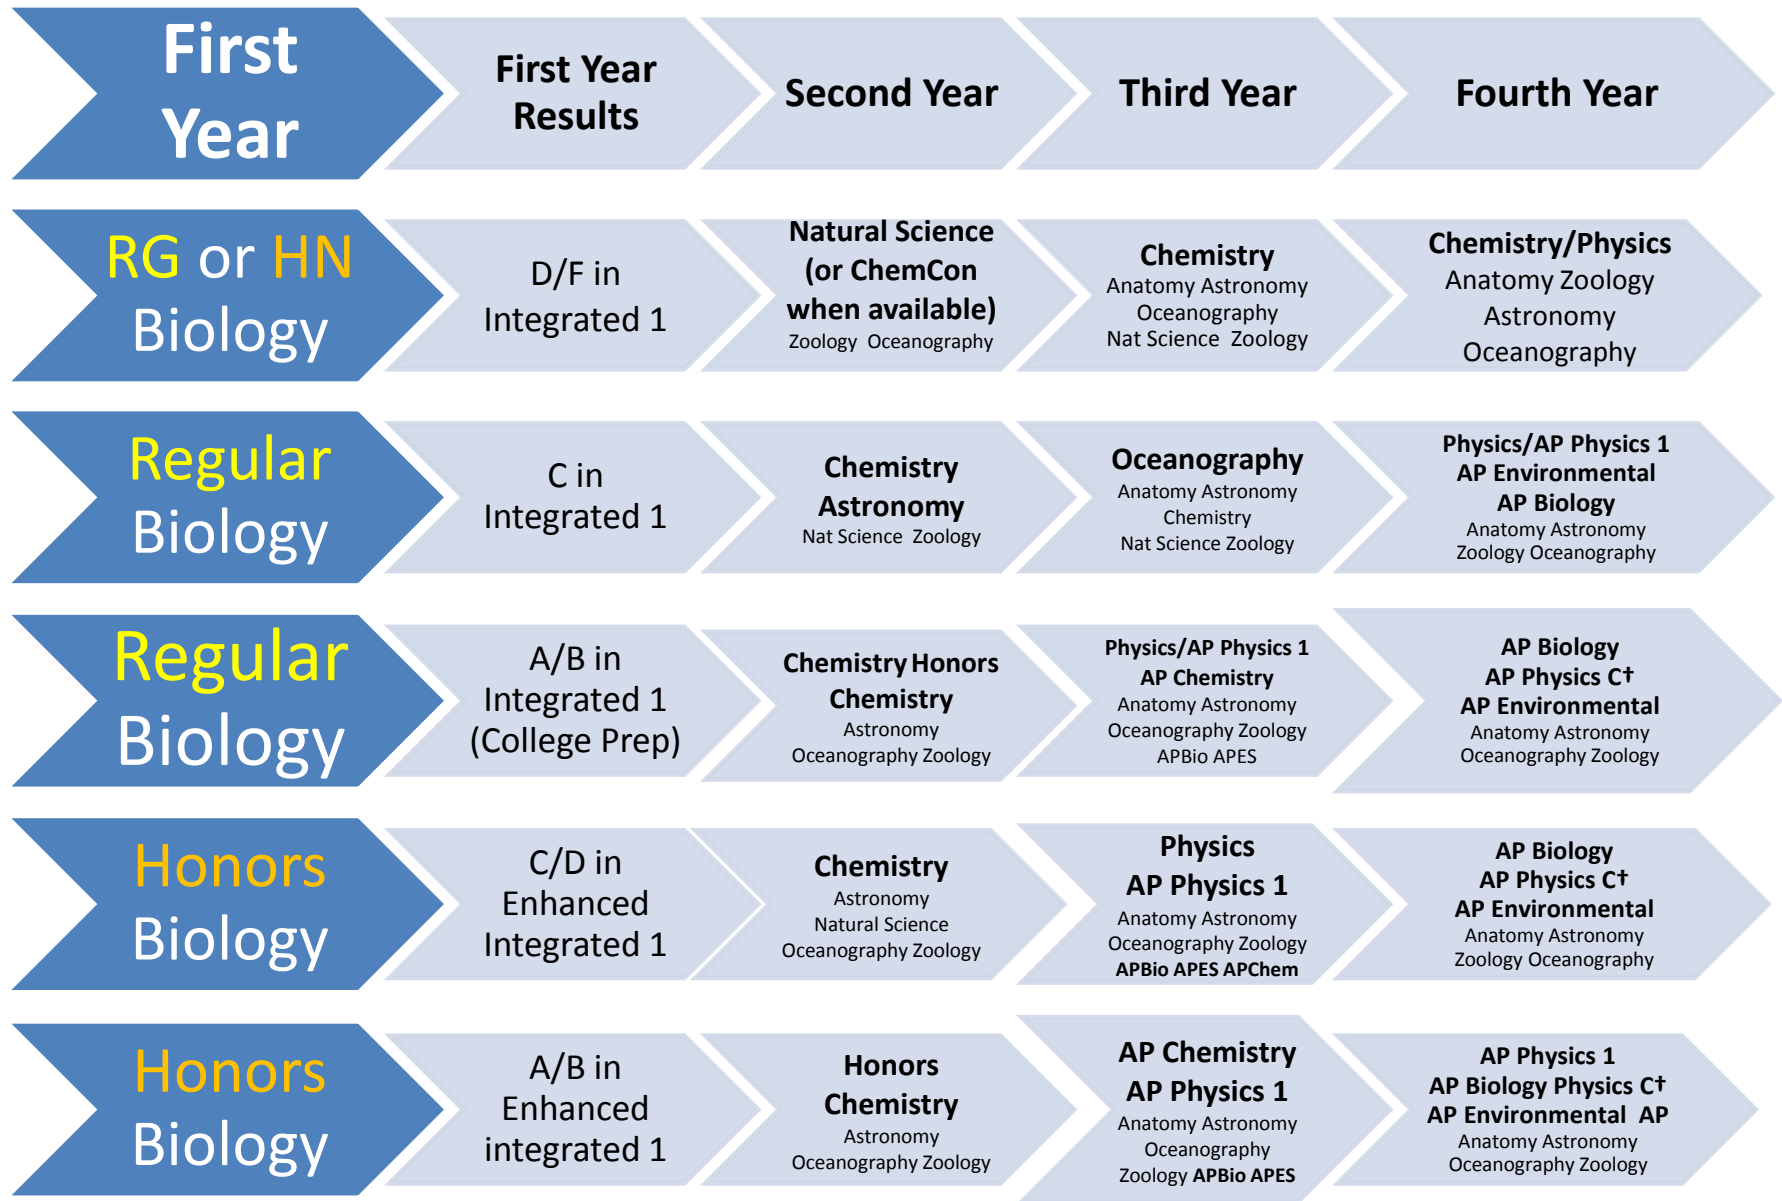 First
Year
First Year
Results
Second Year
Third Year
Fourth Year
RG or HN
Biology
D/F in
Integrated 1
Natural Science
(or ChemCon
when available)
Zoology Oceanography
Chemistry
Anatomy Astronomy
Oceanography
Nat Science Zoology
Chemistry/Physics
Anatomy Zoology
Astronomy
Oceanography
Regular
Biology
C in
Integrated 1
Chemistry
Astronomy
Nat Science Zoology
Oceanography
Anatomy Astronomy
Chemistry
Nat Science Zoology
Physics/AP Physics 1
AP Environmental
AP Biology
Anatomy Astronomy
Zoology Oceanography
Regular
Biology
A/B in
Integrated 1
(College Prep)
Chemistry Honors
Chemistry
Astronomy
Oceanography Zoology
Physics/AP Physics 1
AP Chemistry
Anatomy Astronomy
Oceanography Zoology
APBio APES
AP Biology
AP Physics C†
AP Environmental
Anatomy Astronomy
Oceanography Zoology
Honors
Biology
C/D in
Enhanced
Integrated 1
Chemistry
Astronomy
Natural Science
Oceanography Zoology
Physics
AP Physics 1
Anatomy Astronomy
Oceanography Zoology
APBio APES APChem
AP Biology
AP Physics C†
AP Environmental
Anatomy Astronomy
Zoology Oceanography
Honors
Biology
A/B in
Enhanced
integrated 1
Honors
Chemistry
Astronomy
Oceanography Zoology
AP Chemistry
AP Physics 1
Anatomy Astronomy
Oceanography
Zoology APBio APES
AP Physics 1
AP Biology Physics C†
AP Environmental AP
Anatomy Astronomy
Oceanography Zoology